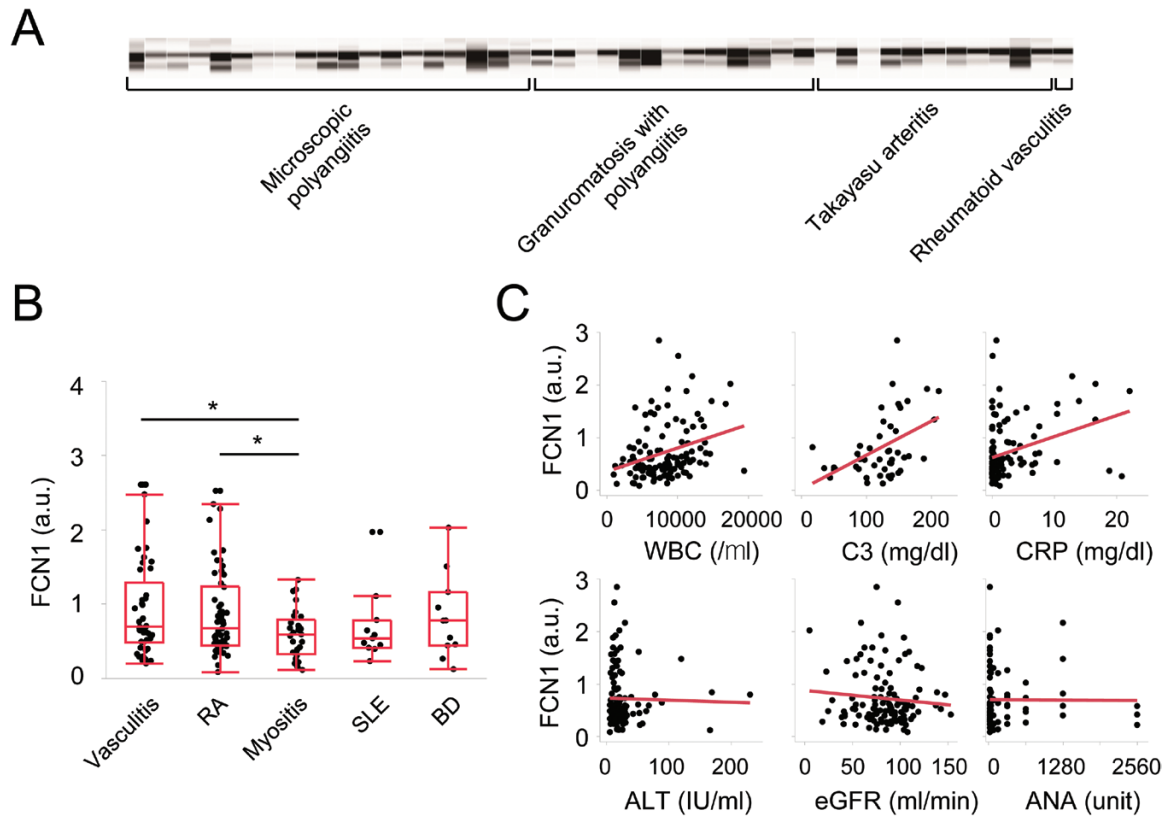 A
Microscopic
polyangiitis
Granuromatosis with
polyangiitis
Takayasu arteritis
Rheumatoid vasculitis
B
FCN1 (a.u.)
4
3
2
1
0
*
*
Vasculitis
RA
Myositis
SLE
BD
C
FCN1 (a.u.)
3
2
1
0
0 10000 20000
WBC (/ml)
0 100 200
C3 (mg/dl)
0 10 20
CRP (mg/dl)
FCN1 (a.u.)
3
2
1
0
0 100 200
ALT (IU/ml)
0 50 100 150
eGFR (ml/min)
0 1280 2560
ANA (unit)